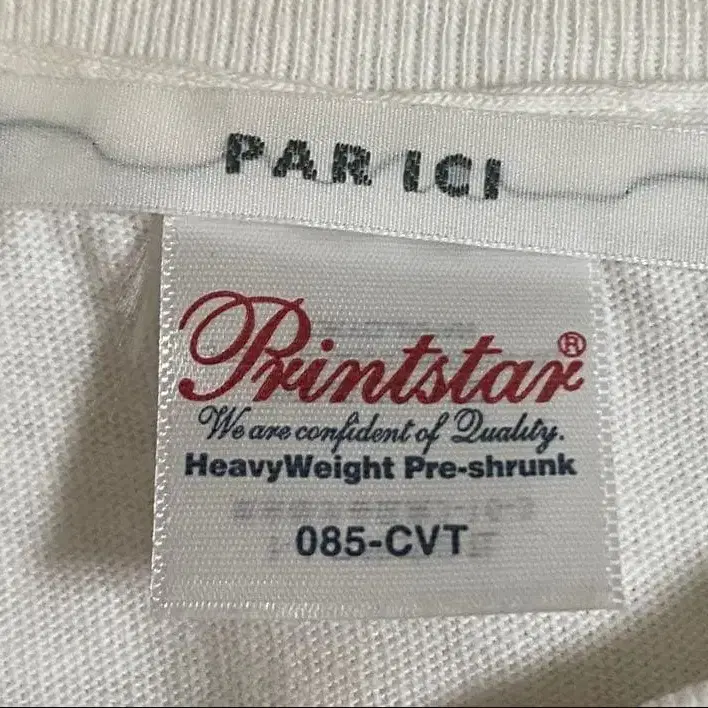 PAR ICI
Printstar®
We are confident of Quality.
HeavyWeight Pre-shrunk
085-CVT